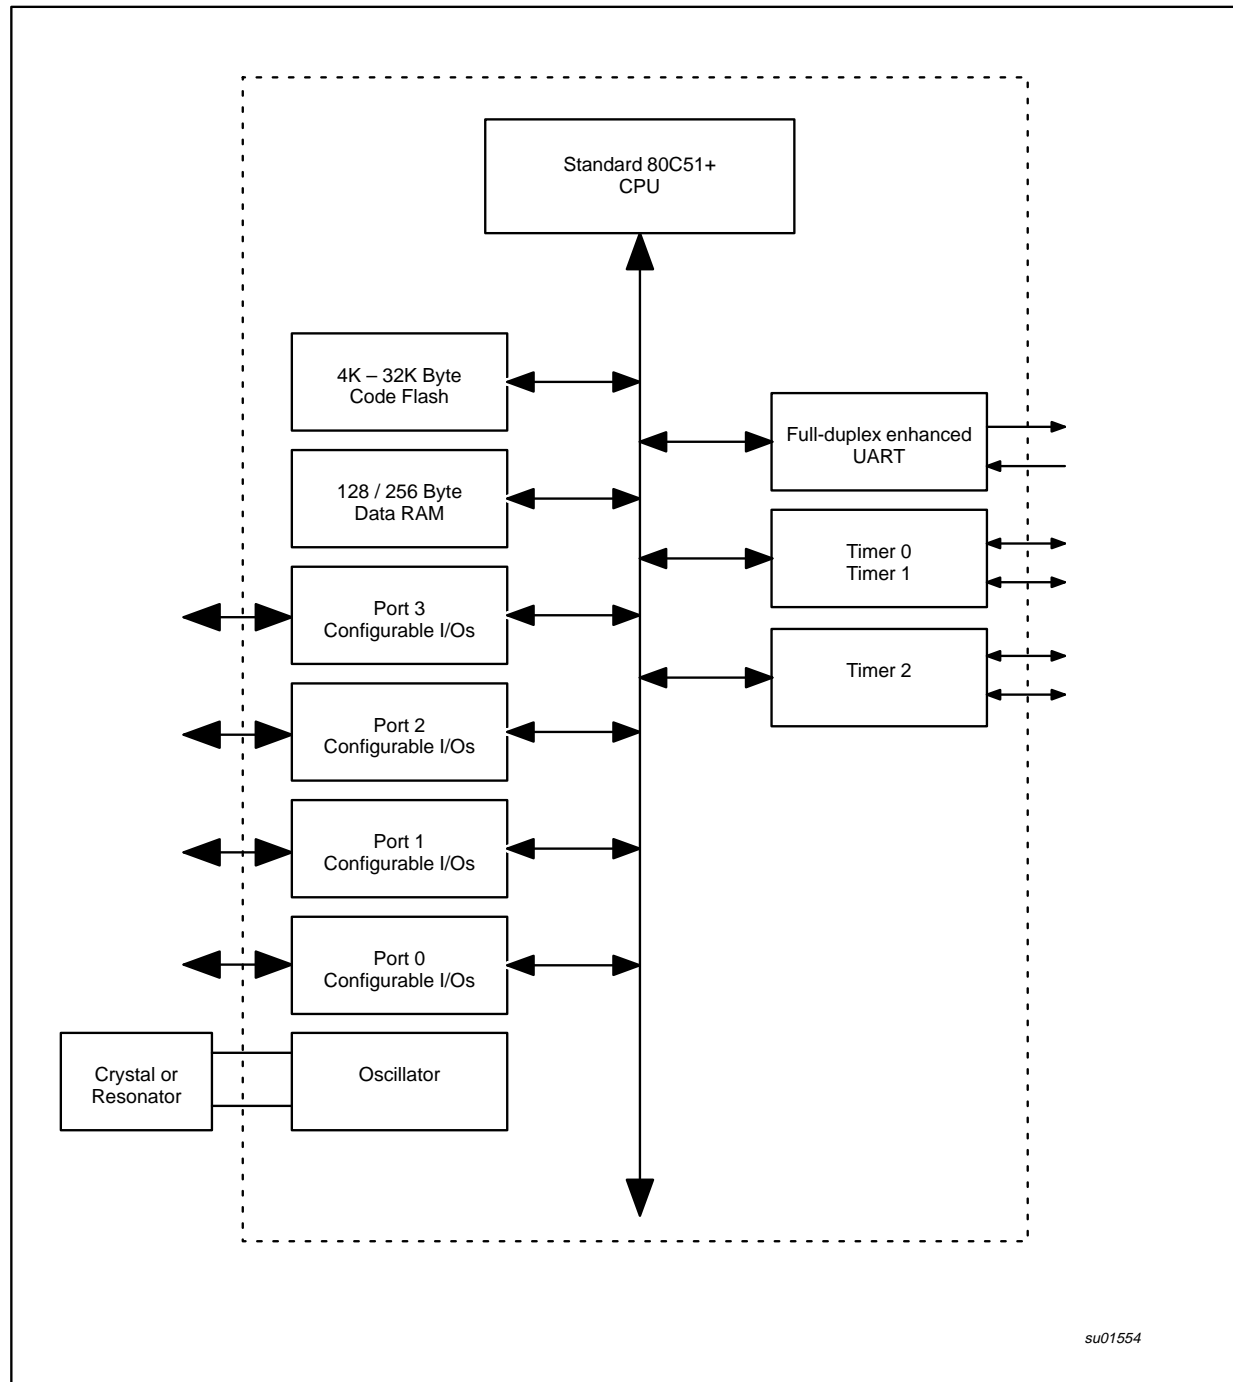 Standard 80C51+
CPU
4K – 32K Byte
Code Flash
Full-duplex enhanced
UART
128 / 256 Byte
Data RAM
Timer 0
Timer 1
Port 3
Configurable I/Os
Timer 2
Port 2
Configurable I/Os
Port 1
Configurable I/Os
Port 0
Configurable I/Os
Crystal or
Resonator
Oscillator
su01554